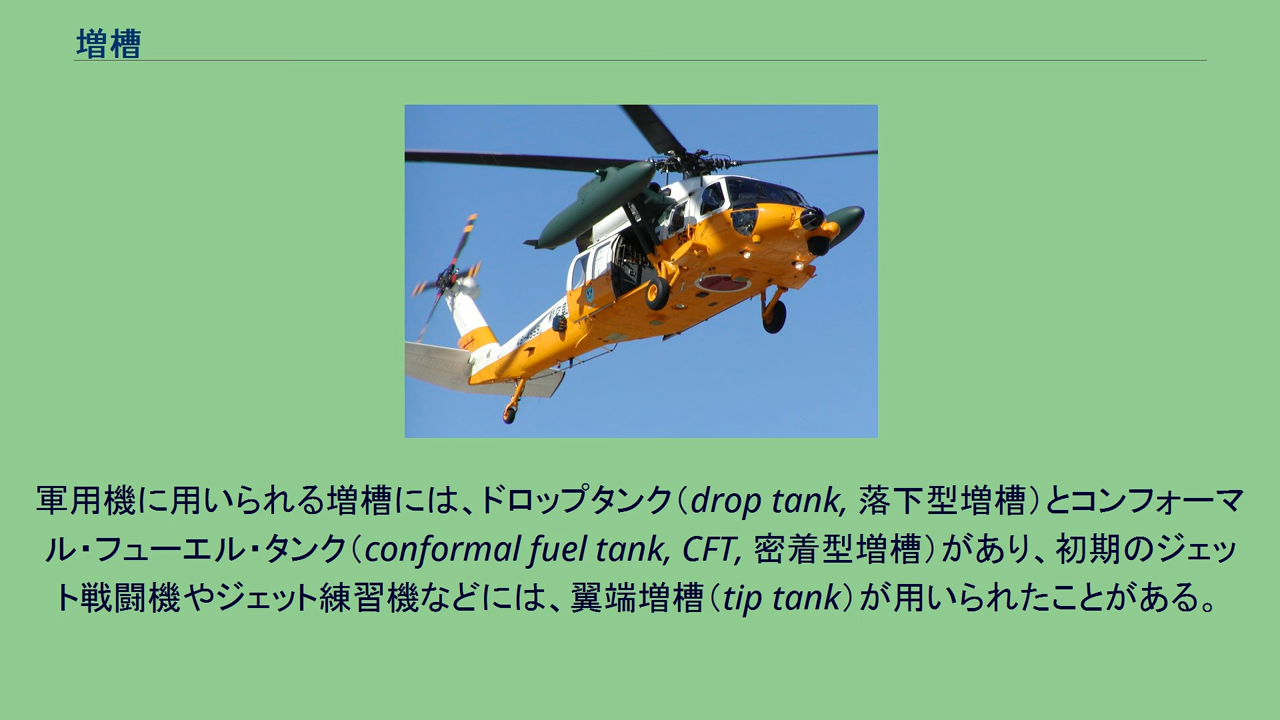 増槽
軍用機に用いられる増槽には、ドロップタンク（drop tank, 落下型増槽）とコンフォーマ
ル・フューエル・タンク（conformal fuel tank, CFT, 密着型増槽）があり、初期のジェッ
ト戦闘機やジェット練習機などには、翼端増槽（tip tank）が用いられたことがある。